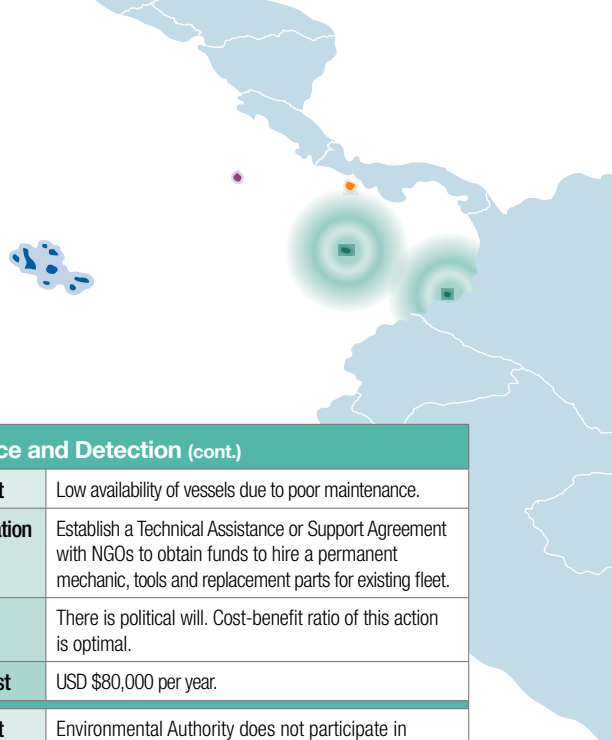 ce and Detection (cont.)
t
Low availability of vessels due to poor maintenance.
tion
Establish a Technical Assistance or Support Agreement
with NGOs to obtain funds to hire a permanent
mechanic, tools and replacement parts for existing fleet.
There is political will. Cost-benefit ratio of this action
is optimal.
st
USD $80,000 per year.
t
Environmental Authority does not participate in